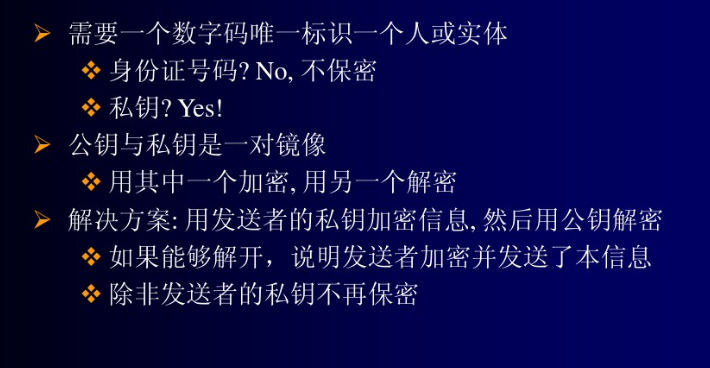 需要一个数字码唯一标识一个人或实体
身份证号码? No, 不保密
私钥? Yes!
公钥与私钥是一对镜像
用其中一个加密, 用另一个解密
解决方案: 用发送者的私钥加密信息, 然后用公钥解密
如果能够解开，说明发送者加密并发送了本信息
除非发送者的私钥不再保密